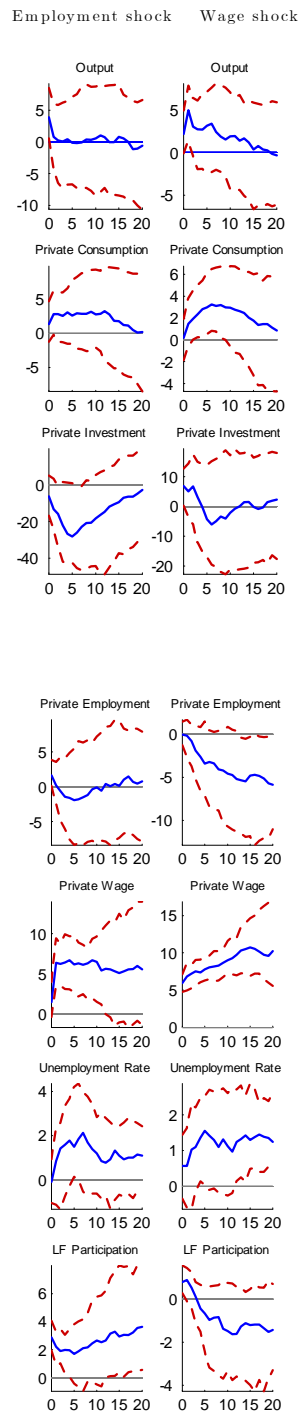 Employment shock Wage shock
Output Output
5 5
0 0
-5
-10 -5
0 5 10 15 20 0 5 10 15 20
Private Consumption Private Consumption
5 6
4
2
0 0
-5 -2
-4
0 5 10 15 20 0 5 10 15 20
Private Investment Private Investment
0 10
0
-20 -10
-40 -20
0 5 10 15 20 0 5 10 15 20
Private Employment Private Employment
5 0
0 -5
-5 -10
0 5 10 15 20 0 5 10 15 20
Private Wage Private Wage
10 15
5 10
5
0 0
0 5 10 15 20 0 5 10 15 20
Unemployment Rate Unemployment Rate
4 2
2 1
0 0
0 5 10 15 20 0 5 10 15 20
LF Participation LF Participation
6 0
4
2 -2
0 -4
0 5 10 15 20 0 5 10 15 20